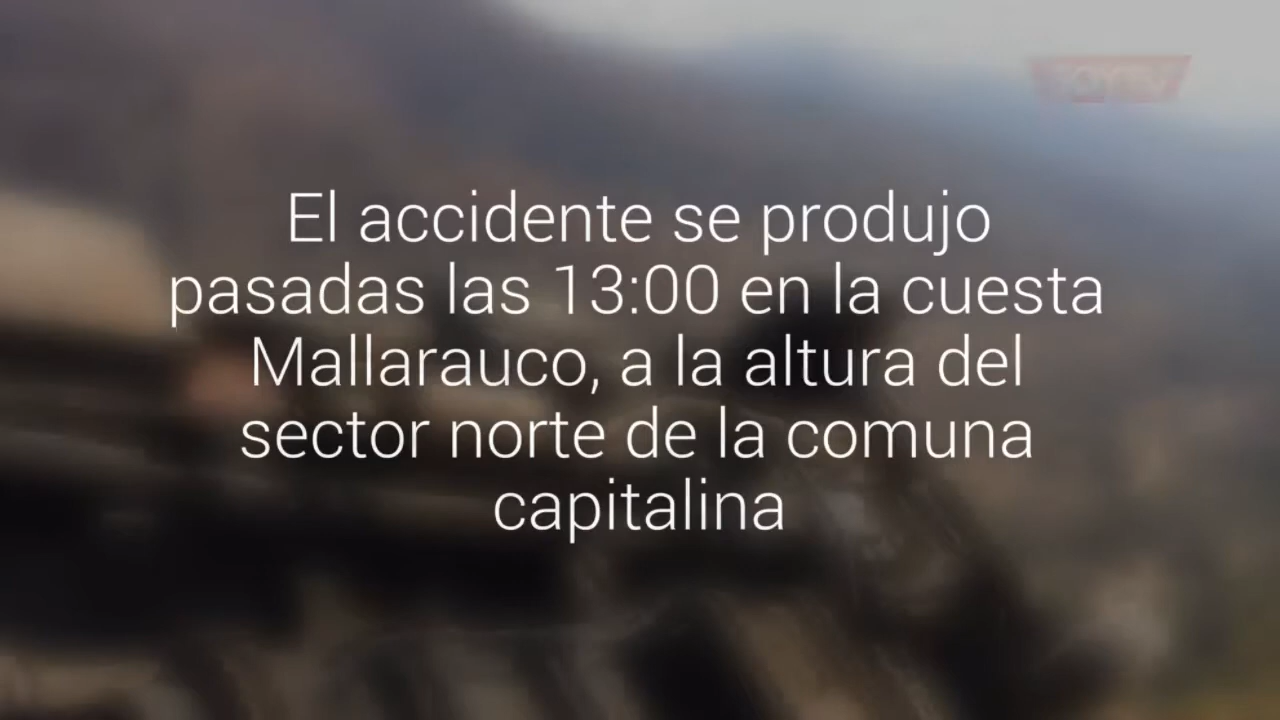 El accidente se produjo
pasadas las 13:00 en la cuesta
Mallarauco, a la altura del
sector norte de la comuna
capitalina